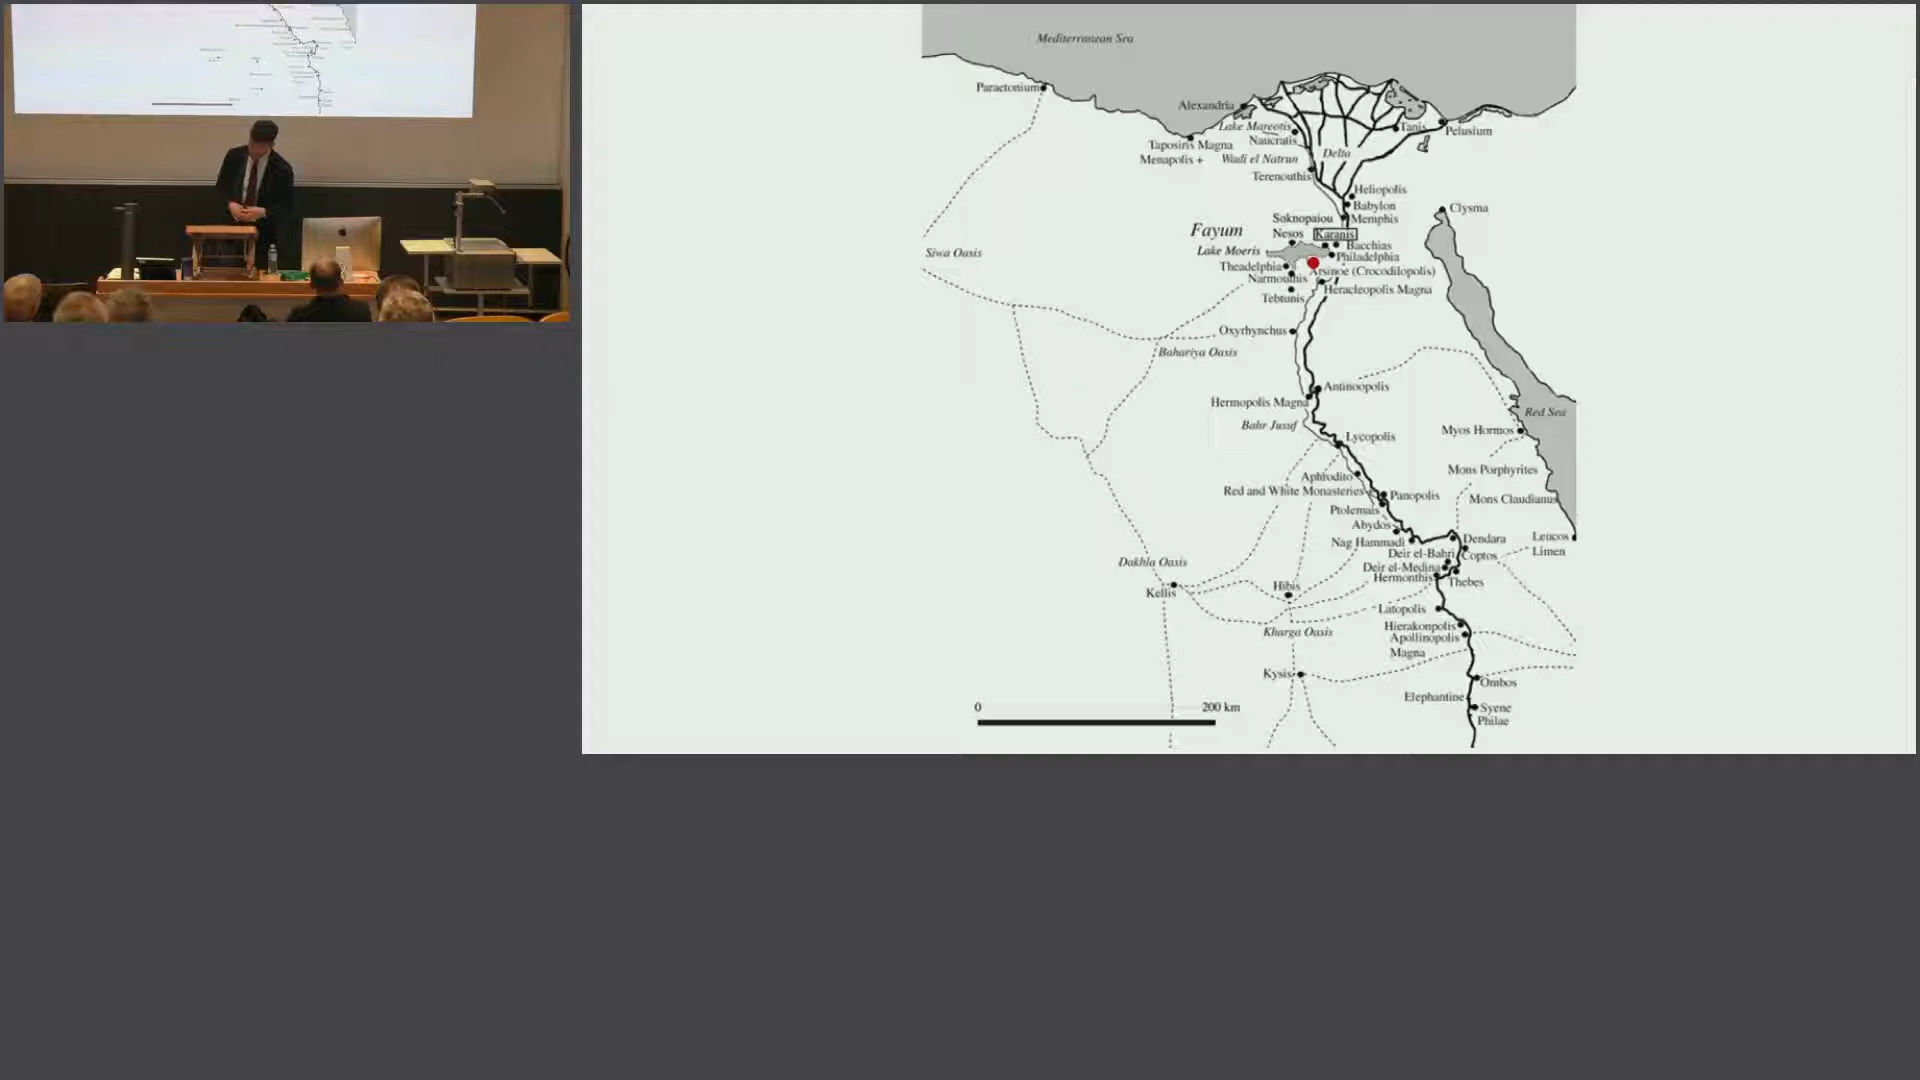 Mediterranean Sea
Paraetonium
Alexandria
Lake Mareotis
Tanis
Pelusium
Naucratis
Taposiris Magna
Delta
Menapolis +
Wadi el Natrun
Terenouthis
Heliopolis
Babylon
Clysma
Soknopaiou
Memphis
Fayum
Nesos
Karanis
Bacchias
Siwa Oasis
Lake Moeris
Philadelphia
Theadelphia
Arsinoe (Crocodilopolis)
Narmouthis
Heracleopolis Magna
Tebtunis
Oxyrhynchus
Bahariya Oasis
Antinoopolis
Hermopolis Magna
Red Sea
Bahr Jusuf
Myos Hormos
Lycopolis
Mons Porphyrites
Aphrodito
Red and White Monasteries
Panopolis
Mons Claudianus
Ptolemais
Abydos
Nag Hammadi
Dendara
Leucos
Limen
Deir el-Bahri
Coptos
Dakhla Oasis
Deir el-Medina
Hermonthis
Thebes
Kellis
Hibis
Latopolis
Hierakonpolis
Kharga Oasis
Apollinopolis
Magna
Kysis
Ombos
Elephantine
0
200 km
Syene
Philae